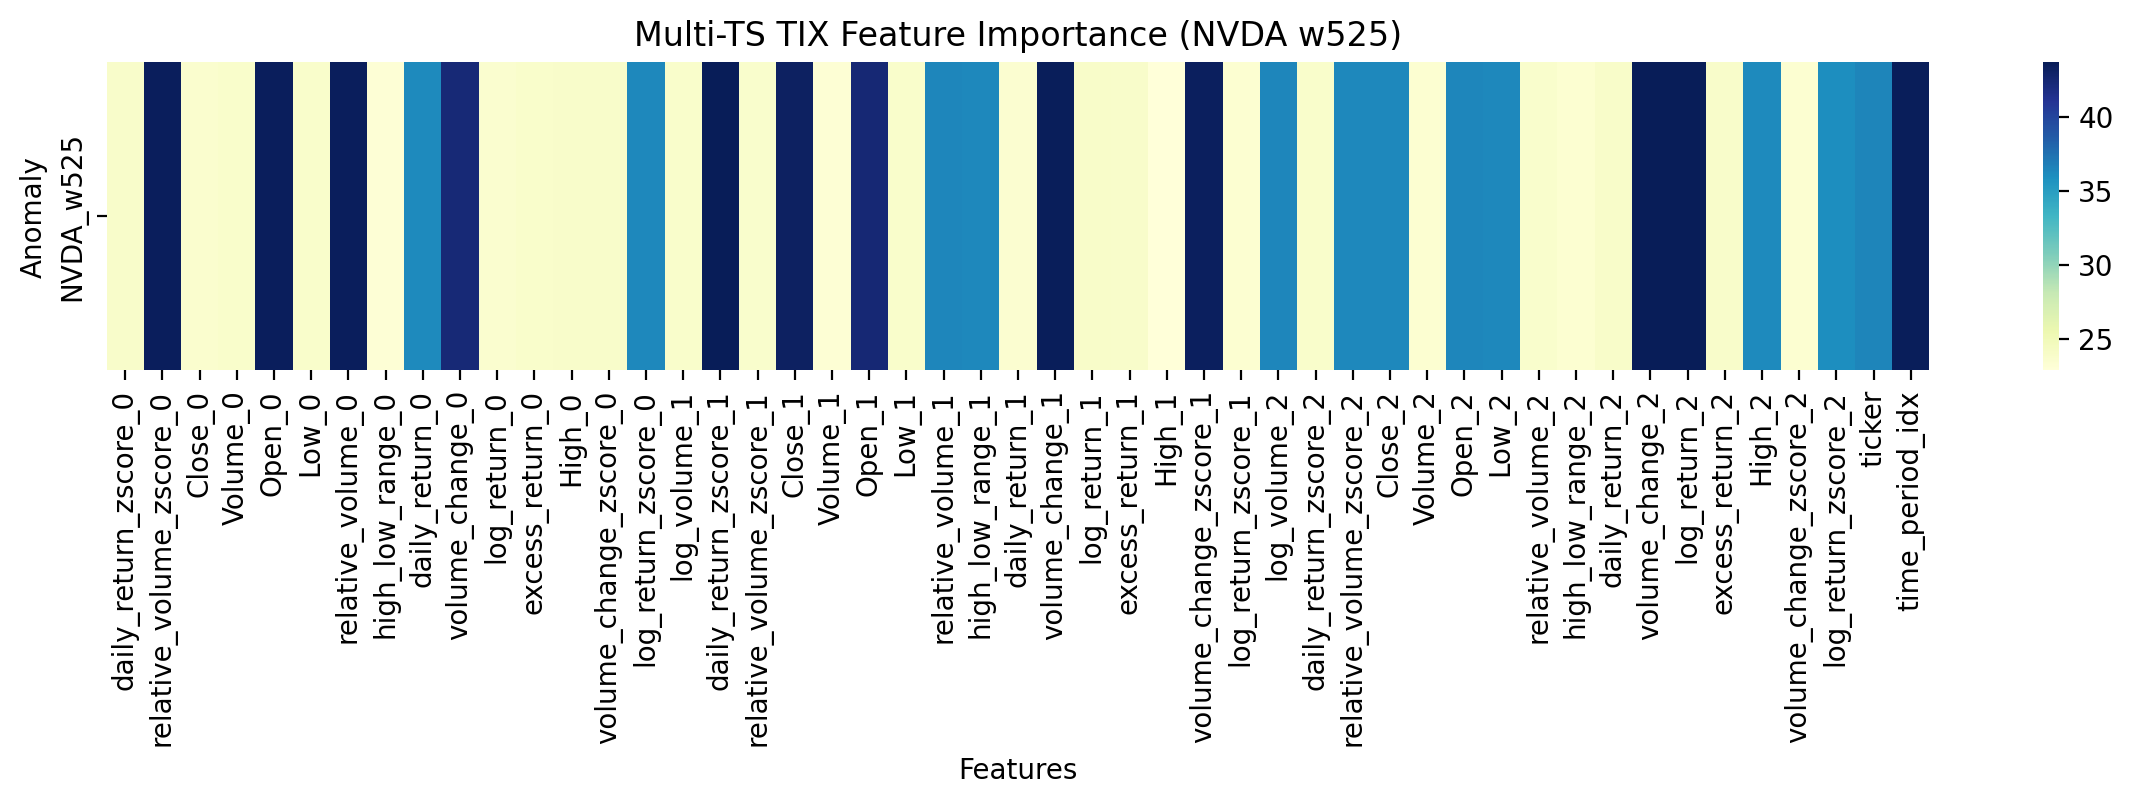 Multi-TS TIX Feature Importance (NVDA w525)
Anomaly
NVDA_w525
40
35
30
25
daily_return_zscore_0
relative_volume_zscore_0
Close_0
Volume_0
Open_0
Low_0
relative_volume_0
high_low_range_0
daily_return_0
volume_change_0
log_return_0
excess_return_0
High_0
volume_change_zscore_0
log_return_zscore_0
log_volume_1
daily_return_zscore_1
relative_volume_zscore_1
Close_1
Volume_1
Open_1
Low_1
relative_volume_1
high_low_range_1
daily_return_1
volume_change_1
log_return_1
excess_return_1
High_1
volume_change_zscore_1
log_return_zscore_1
log_volume_2
daily_return_zscore_2
relative_volume_zscore_2
Close_2
Volume_2
Open_2
Low_2
relative_volume_2
high_low_range_2
daily_return_2
volume_change_2
log_return_2
excess_return_2
High_2
volume_change_zscore_2
log_return_zscore_2
ticker
time_period_idx
Features